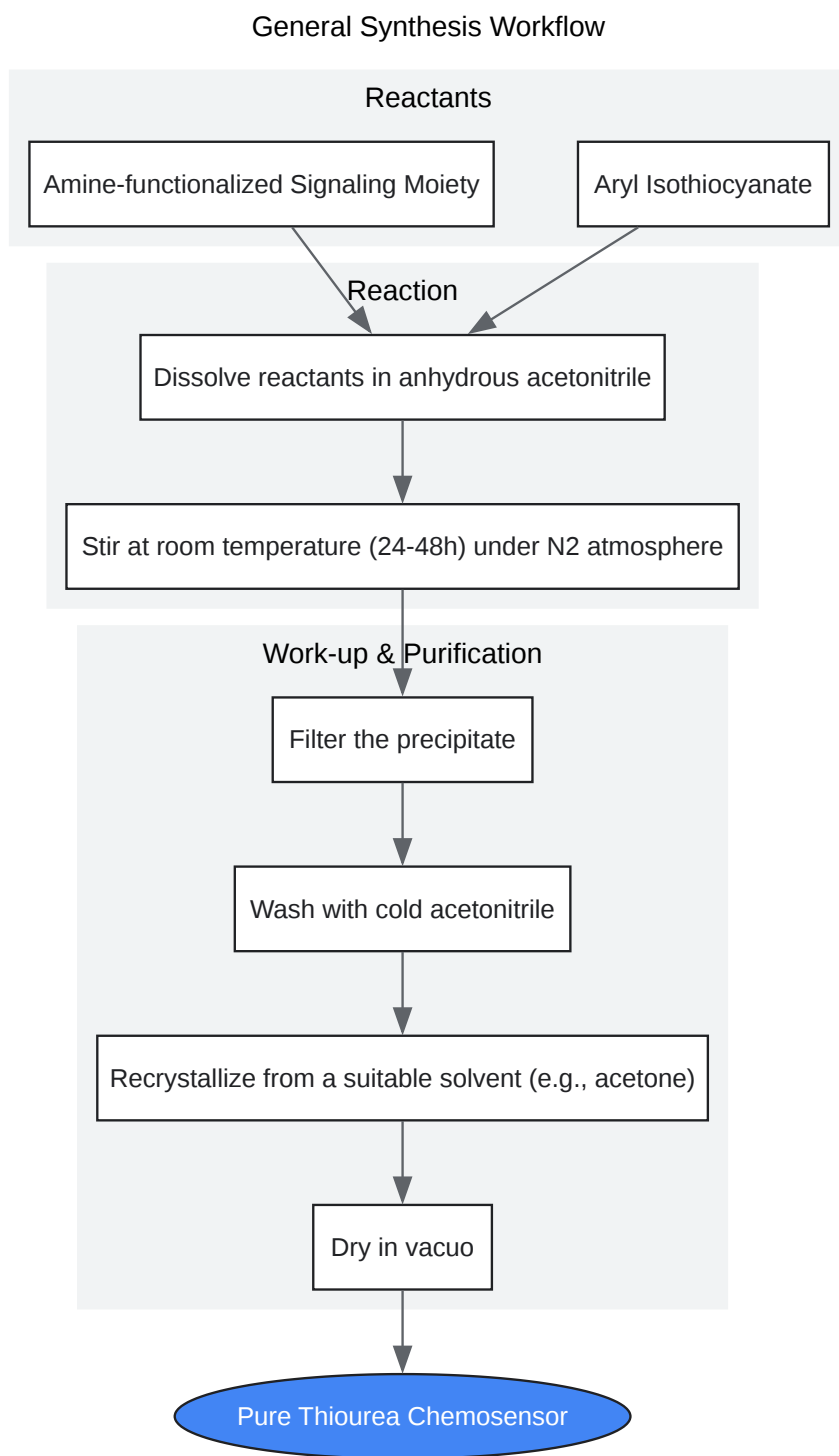 General Synthesis Workflow
Reactants
Amine-functionalized Signaling Moiety
Aryl Isothiocyanate
Reaction
Dissolve reactants in anhydrous acetonitrile
Stir at room temperature (24-48h) under N2 atmosphere
Work-up & Purification
Filter the precipitate
Wash with cold acetonitrile
Recrystallize from a suitable solvent (e.g., acetone)
Dry in vacuo
Pure Thiourea Chemosensor